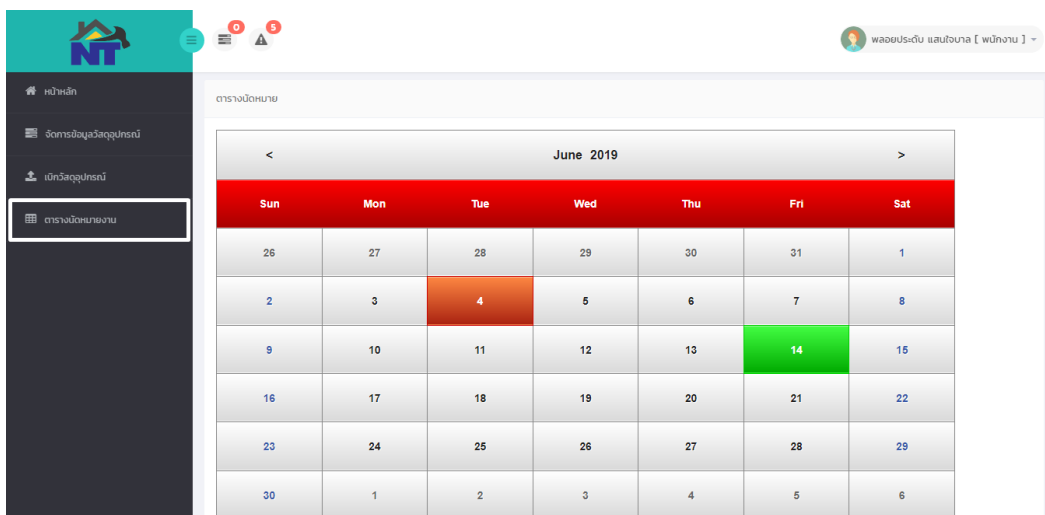 NT
0 5
พลอยประดับ แสนใจบาล [ พนักงาน ]
หน้าหลัก
จัดการข้อมูลวัสดุอุปกรณ์
เบิกวัสดุอุปกรณ์
ตารางนัดหมายงาน
ตารางนัดหมาย
< June 2019 >
Sun Mon Tue Wed Thu Fri Sat
26 27 28 29 30 31 1
2 3 4 5 6 7 8
9 10 11 12 13 14 15
16 17 18 19 20 21 22
23 24 25 26 27 28 29
30 1 2 3 4 5 6